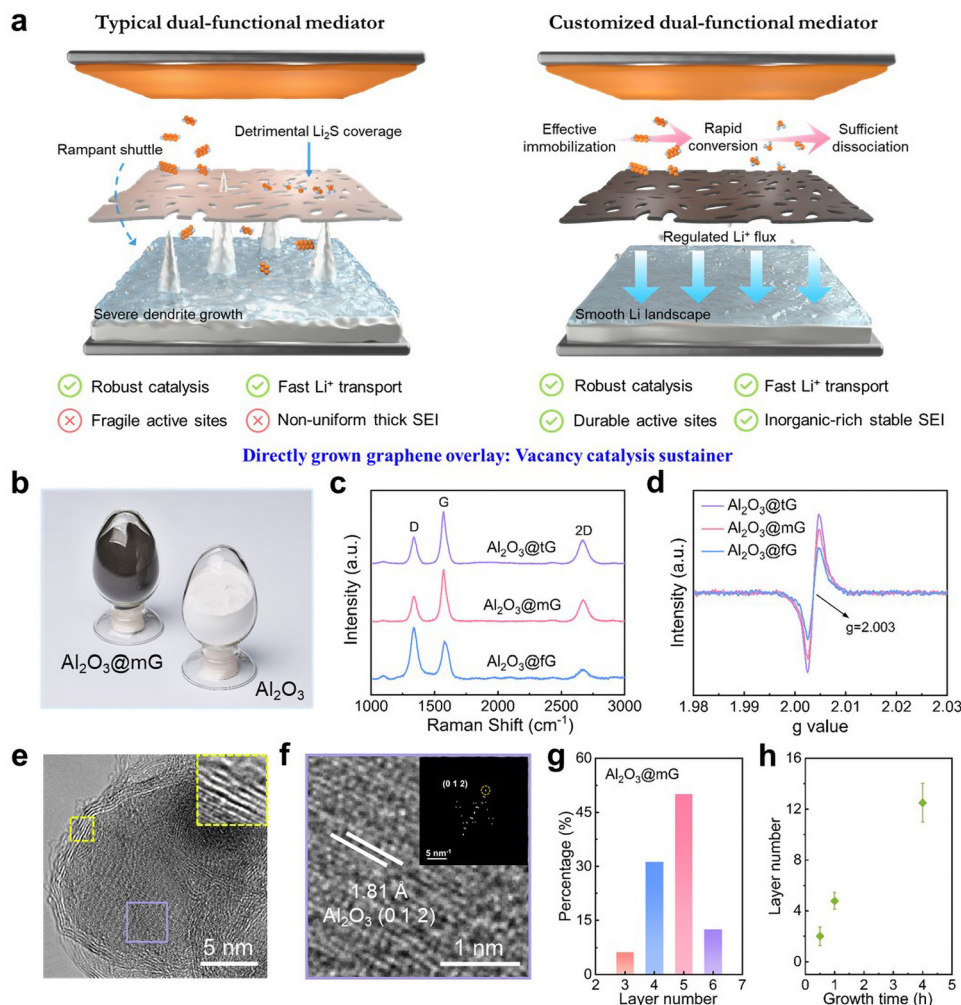 a
Typical dual-functional mediator
Customized dual-functional mediator
Rampant shuttle
Detrimental Li₂S coverage
Severe dendrite growth
Effective
immobilization
Rapid
conversion
Sufficient
dissociation
Regulated Li⁺ flux
Smooth Li landscape
Robust catalysis
Fast Li⁺ transport
Fragile active sites
Non-uniform thick SEI
Robust catalysis
Fast Li⁺ transport
Durable active sites
Inorganic-rich stable SEI
Directly grown graphene overlay: Vacancy catalysis sustainer
b
Al₂O₃@mG
Al₂O₃
c
D
G
2D
Al₂O₃@tG
Al₂O₃@mG
Al₂O₃@fG
Intensity (a.u.)
1000 1500 2000 2500 3000
Raman Shift (cm⁻¹)
d
Al₂O₃@tG
Al₂O₃@mG
Al₂O₃@fG
g=2.003
Intensity (a.u.)
1.98 1.99 2.00 2.01 2.02 2.03
g value
e
5 nm
f
(0 1 2)
5 nm⁻¹
1.81 Å
Al₂O₃ (0 1 2)
1 nm
g
Al₂O₃@mG
Percentage (%)
60
45
30
15
0
2 3 4 5 6 7
Layer number
h
Layer number
12
8
4
0
0 1 2 3 4 5
Growth time (h)